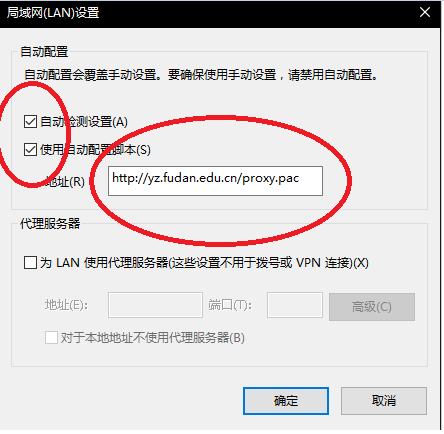 局域网(LAN)设置
自动配置
自动配置会覆盖手动设置。要确保使用手动设置，请禁用自动配置。
自动检测设置(A)
使用自动配置脚本(S)
地址(R)
http://yz.fudan.edu.cn/proxy.pac
代理服务器
为 LAN 使用代理服务器(这些设置不用于拨号或 VPN 连接)(X)
地址(E): 端口(T): 高级(C)
对于本地地址不使用代理服务器(B)
确定 取消